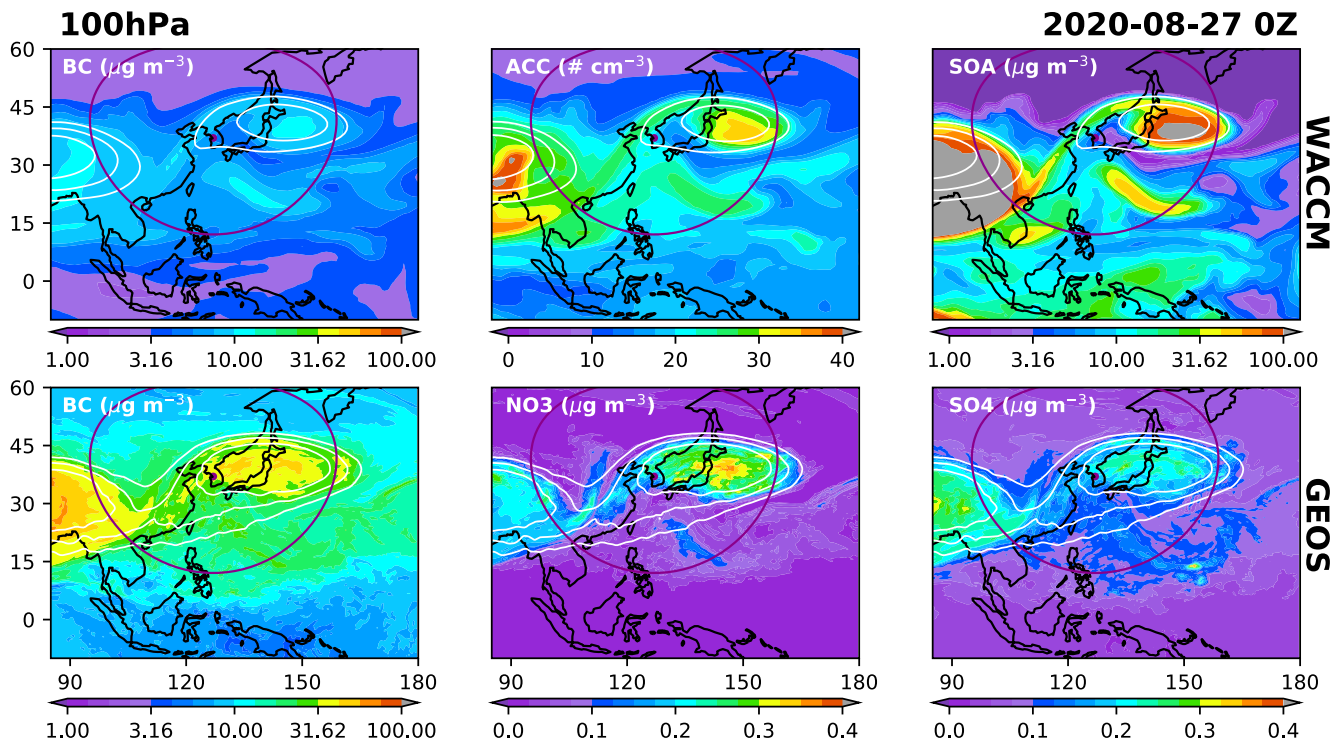 100hPa
2020-08-27 0Z
60
45
30
15
0
BC (μg m⁻³)
ACC (# cm⁻³)
SOA (μg m⁻³)
WACCM
1.00 3.16 10.00 31.62 100.00
0 10 20 30 40
1.00 3.16 10.00 31.62 100.00
60
45
30
15
0
BC (μg m⁻³)
NO3 (μg m⁻³)
SO4 (μg m⁻³)
GEOS
90 120 150 180
90 120 150 180
90 120 150 180
1.00 3.16 10.00 31.62 100.00
0.0 0.1 0.2 0.3 0.4
0.0 0.1 0.2 0.3 0.4